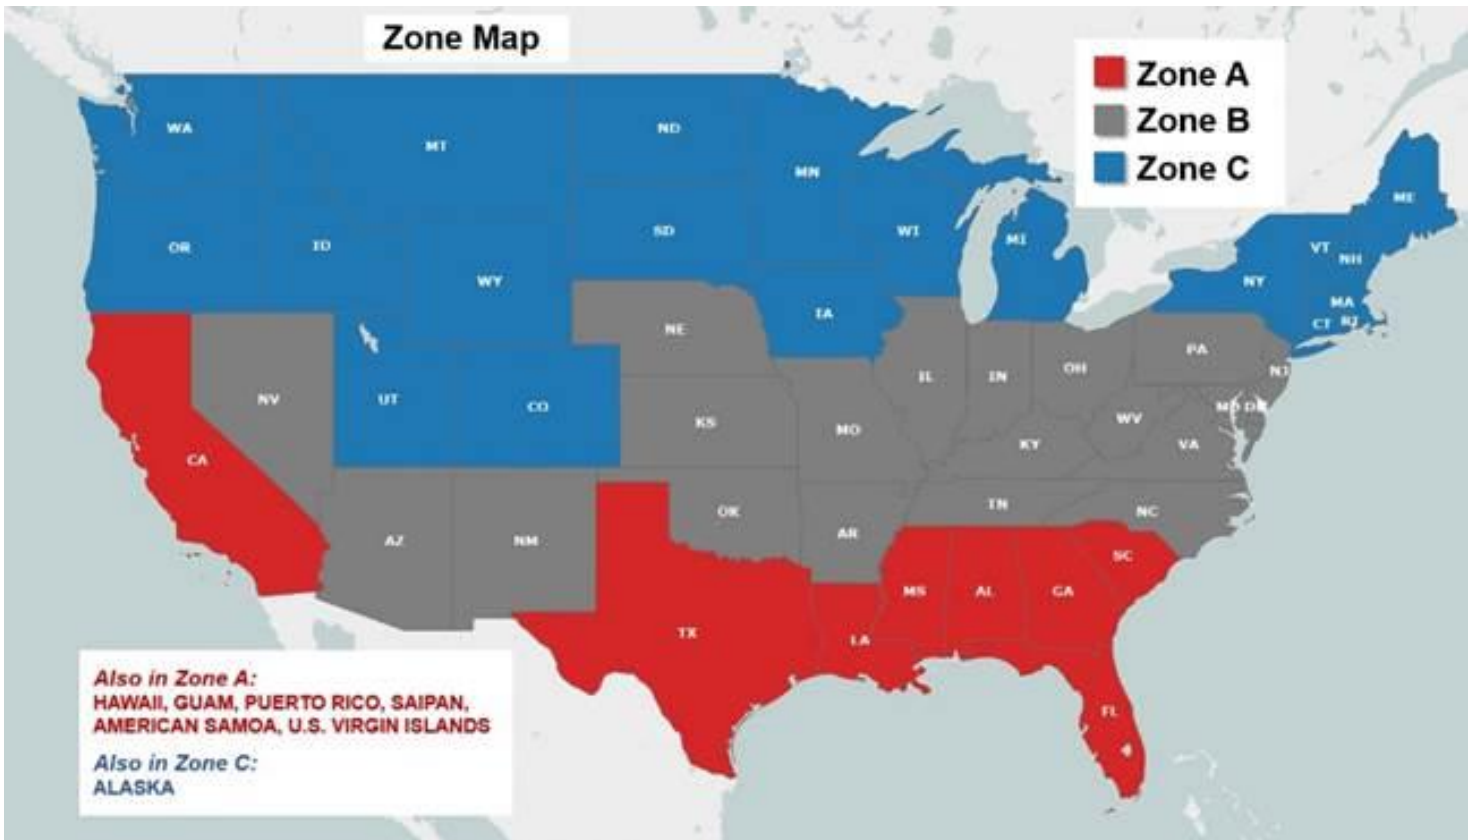 Zone Map
Zone A
Zone B
Zone C
WA
MT
ND
MN
OR
ID
WY
SD
WI
MI
ME
VT
NH
NY
MA
CT
RI
IA
NE
PA
NJ
NV
UT
CO
KS
MO
IL
IN
OH
WV
MD
DE
VA
KY
CA
AZ
NM
OK
AR
TN
NC
TX
LA
MS
AL
GA
SC
FL
Also in Zone A:
HAWAII, GUAM, PUERTO RICO, SAIPAN,
AMERICAN SAMOA, U.S. VIRGIN ISLANDS
Also in Zone C:
ALASKA